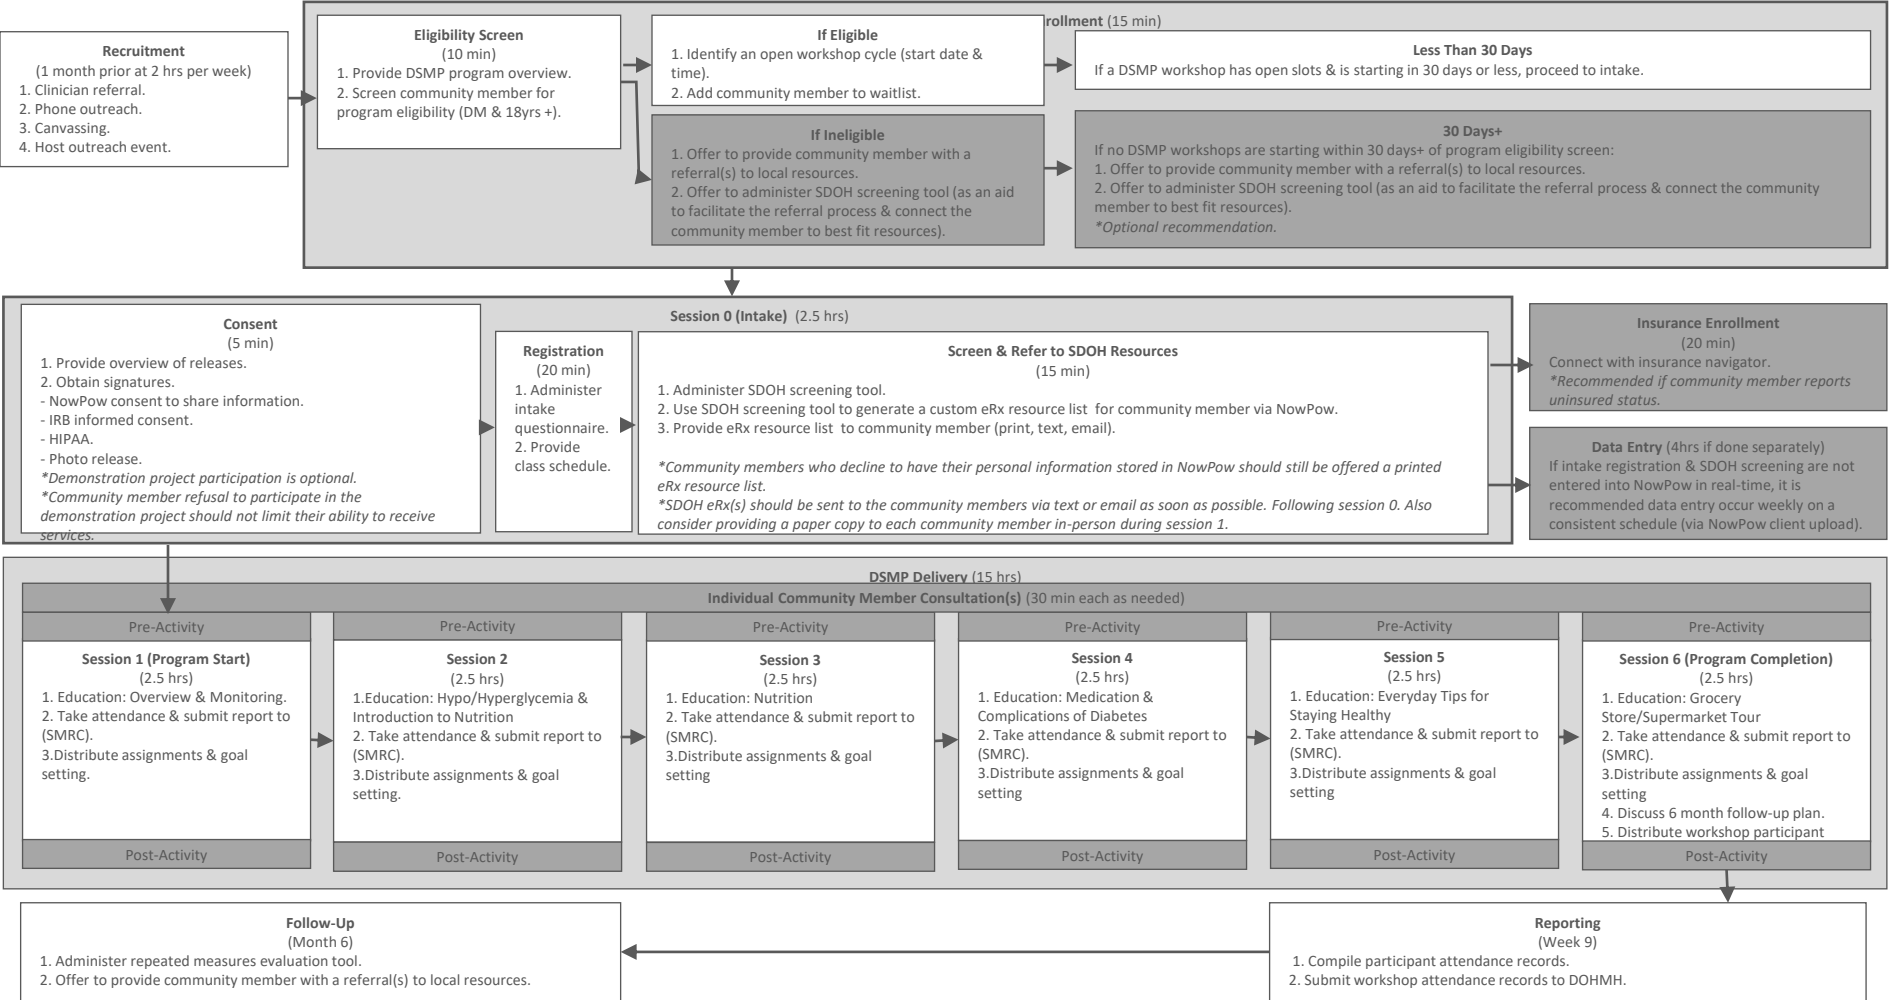 rollment (15 min)
Recruitment
(1 month prior at 2 hrs per week)
1. Clinician referral.
2. Phone outreach.
3. Canvassing.
4. Host outreach event.
Eligibility Screen
(10 min)
1. Provide DSMP program overview.
2. Screen community member for
program eligibility (DM & 18yrs +).
If Eligible
1. Identify an open workshop cycle (start date &
time).
2. Add community member to waitlist.
Less Than 30 Days
If a DSMP workshop has open slots & is starting in 30 days or less, proceed to intake.
If Ineligible
1. Offer to provide community member with a
referral(s) to local resources.
2. Offer to administer SDOH screening tool (as an aid
to facilitate the referral process & connect the
community member to best fit resources).
30 Days+
If no DSMP workshops are starting within 30 days+ of program eligibility screen:
1. Offer to provide community member with a referral(s) to local resources.
2. Offer to administer SDOH screening tool (as an aid to facilitate the referral process & connect the community
member to best fit resources).
*Optional recommendation.
Session 0 (Intake) (2.5 hrs)
Consent
(5 min)
1. Provide overview of releases.
2. Obtain signatures.
- NowPow consent to share information.
- IRB informed consent.
- HIPAA.
- Photo release.
*Demonstration project participation is optional.
*Community member refusal to participate in the
demonstration project should not limit their ability to receive
services.
Registration
(20 min)
1. Administer
intake
questionnaire.
2. Provide
class schedule.
Screen & Refer to SDOH Resources
(15 min)
1. Administer SDOH screening tool.
2. Use SDOH screening tool to generate a custom eRx resource list for community member via NowPow.
3. Provide eRx resource list to community member (print, text, email).
*Community members who decline to have their personal information stored in NowPow should still be offered a printed
eRx resource list.
*SDOH eRx(s) should be sent to the community members via text or email as soon as possible. Following session 0. Also
consider providing a paper copy to each community member in-person during session 1.
Insurance Enrollment
(20 min)
Connect with insurance navigator.
*Recommended if community member reports
uninsured status.
Data Entry (4hrs if done separately)
If intake registration & SDOH screening are not
entered into NowPow in real-time, it is
recommended data entry occur weekly on a
consistent schedule (via NowPow client upload).
DSMP Delivery (15 hrs)
Individual Community Member Consultation(s) (30 min each as needed)
Pre-Activity
Session 1 (Program Start)
(2.5 hrs)
1. Education: Overview & Monitoring.
2. Take attendance & submit report to
(SMRC).
3.Distribute assignments & goal
setting.
Post-Activity
Pre-Activity
Session 2
(2.5 hrs)
1.Education: Hypo/Hyperglycemia &
Introduction to Nutrition
2. Take attendance & submit report to
(SMRC).
3.Distribute assignments & goal
setting.
Post-Activity
Pre-Activity
Session 3
(2.5 hrs)
1. Education: Nutrition
2. Take attendance & submit report to
(SMRC).
3.Distribute assignments & goal
setting
Post-Activity
Pre-Activity
Session 4
(2.5 hrs)
1. Education: Medication &
Complications of Diabetes
2. Take attendance & submit report to
(SMRC).
3.Distribute assignments & goal
setting
Post-Activity
Pre-Activity
Session 5
(2.5 hrs)
1. Education: Everyday Tips for
Staying Healthy
2. Take attendance & submit report to
(SMRC).
3.Distribute assignments & goal
setting
Post-Activity
Pre-Activity
Session 6 (Program Completion)
(2.5 hrs)
1. Education: Grocery
Store/Supermarket Tour
2. Take attendance & submit report to
(SMRC).
3.Distribute assignments & goal
setting
4. Discuss 6 month follow-up plan.
5. Distribute workshop participant
Post-Activity
Follow-Up
(Month 6)
1. Administer repeated measures evaluation tool.
2. Offer to provide community member with a referral(s) to local resources.
Reporting
(Week 9)
1. Compile participant attendance records.
2. Submit workshop attendance records to DOHMH.